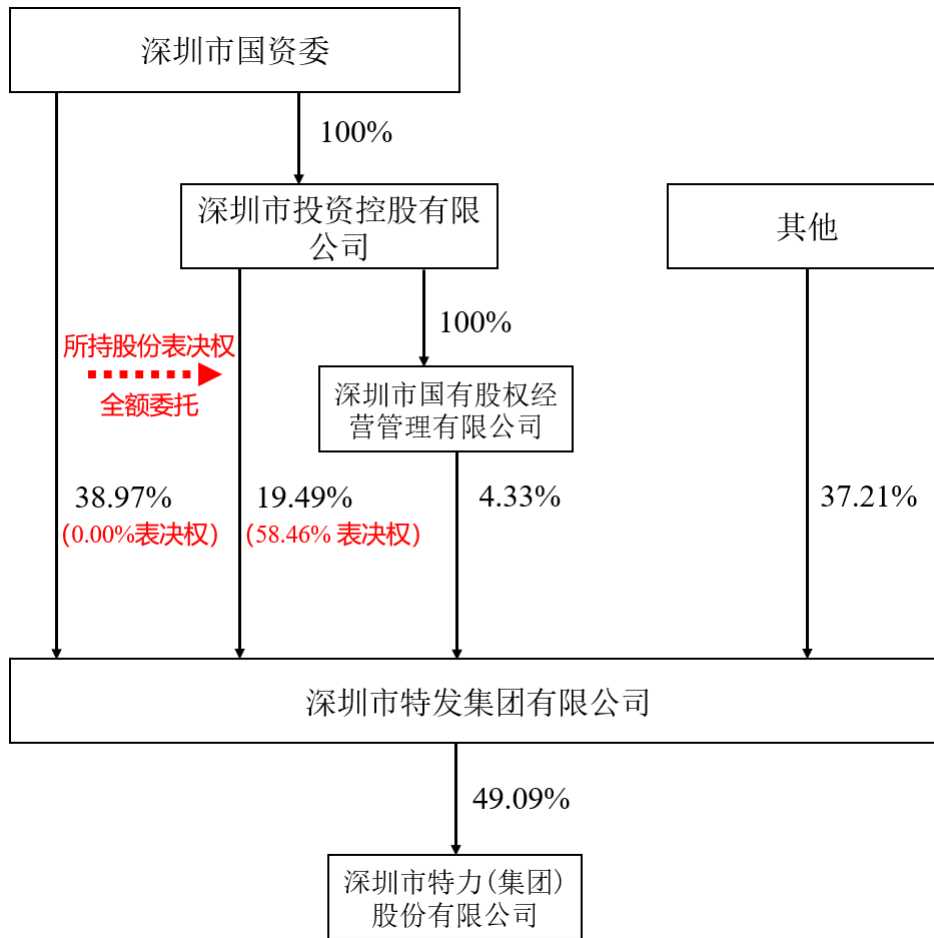 深圳市国资委
100%
深圳市投资控股有限
公司
其他
100%
所持股份表决权
全额委托
深圳市国有股权经
营管理有限公司
38.97%
(0.00%表决权)
19.49%
(58.46% 表决权)
4.33%
37.21%
深圳市特发集团有限公司
49.09%
深圳市特力(集团)
股份有限公司